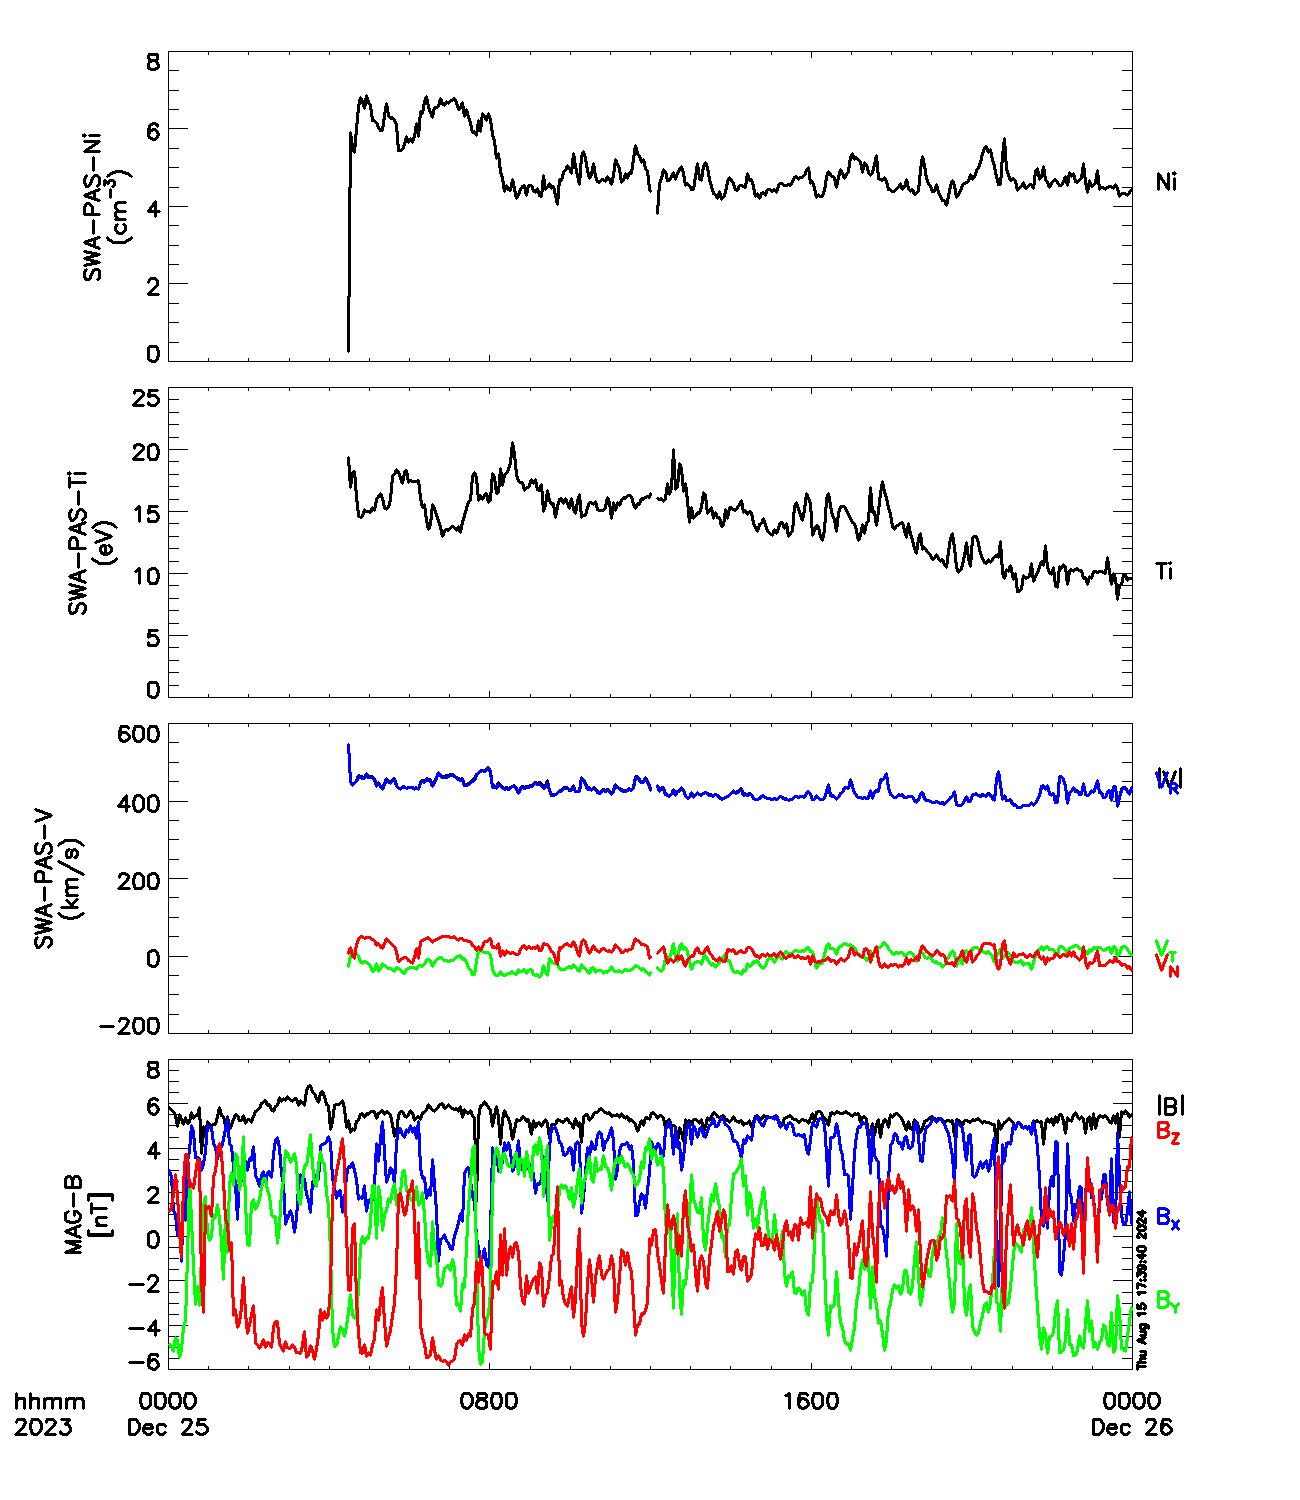 8
6
4
2
0
SWA-PAS-Ni
(cm-3)
Ni
25
20
15
10
5
0
SWA-PAS-Ti
(eV)
Ti
600
400
200
0
-200
SWA-PAS-V
(km/s)
|V|
VR
VT
VN
8
6
4
2
0
-2
-4
-6
MAG-B
[nT]
|B|
BZ
BX
BY
Thu Aug 15 17:39:40 2024
hhmm 0000 0800 1600 0000
2023 Dec 25 Dec 26